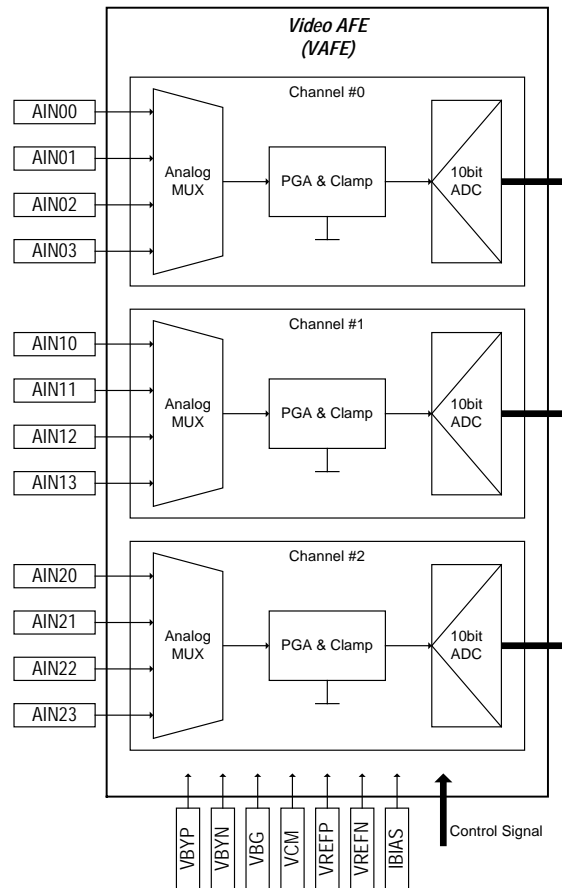 Video AFE
(VAFE)
Channel #0
AIN00
AIN01
AIN02
AIN03
Analog
MUX
PGA & Clamp
10bit
ADC
Channel #1
AIN10
AIN11
AIN12
AIN13
Analog
MUX
PGA & Clamp
10bit
ADC
Channel #2
AIN20
AIN21
AIN22
AIN23
Analog
MUX
PGA & Clamp
10bit
ADC
VBYP
VBYN
VBG
VCM
VREFP
VREFN
IBIAS
Control Signal